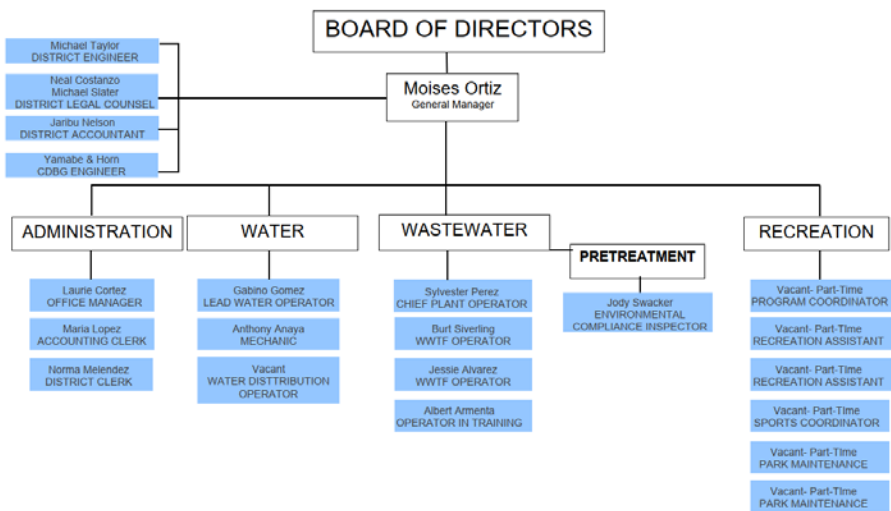 BOARD OF DIRECTORS
Michael Taylor
DISTRICT ENGINEER
Neal Costanzo
Michael Slater
DISTRICT LEGAL COUNSEL
Jaribu Nelson
DISTRICT ACCOUNTANT
Yamabe & Horn
CDBG ENGINEER
Moises Ortiz
General Manager
ADMINISTRATION
Laurie Cortez
OFFICE MANAGER
Maria Lopez
ACCOUNTING CLERK
Norma Melendez
DISTRICT CLERK
WATER
Gabino Gomez
LEAD WATER OPERATOR
Anthony Anaya
MECHANIC
Vacant
WATER DISTTRIBUTION
OPERATOR
WASTEWATER
Sylvester Perez
CHIEF PLANT OPERATOR
Burt Siverling
WWTF OPERATOR
Jessie Alvarez
WWTF OPERATOR
Albert Armenta
OPERATOR IN TRAINING
PRETREATMENT
Jody Swacker
ENVIRONMENTAL
COMPLIANCE INSPECTOR
RECREATION
Vacant- Part-Time
PROGRAM COORDINATOR
Vacant- Part-TIme
RECREATION ASSISTANT
Vacant- Part-TIme
RECREATION ASSISTANT
Vacant- Part-TIme
SPORTS COORDINATOR
Vacant- Part-TIme
PARK MAINTENANCE
Vacant- Part-TIme
PARK MAINTENANCE